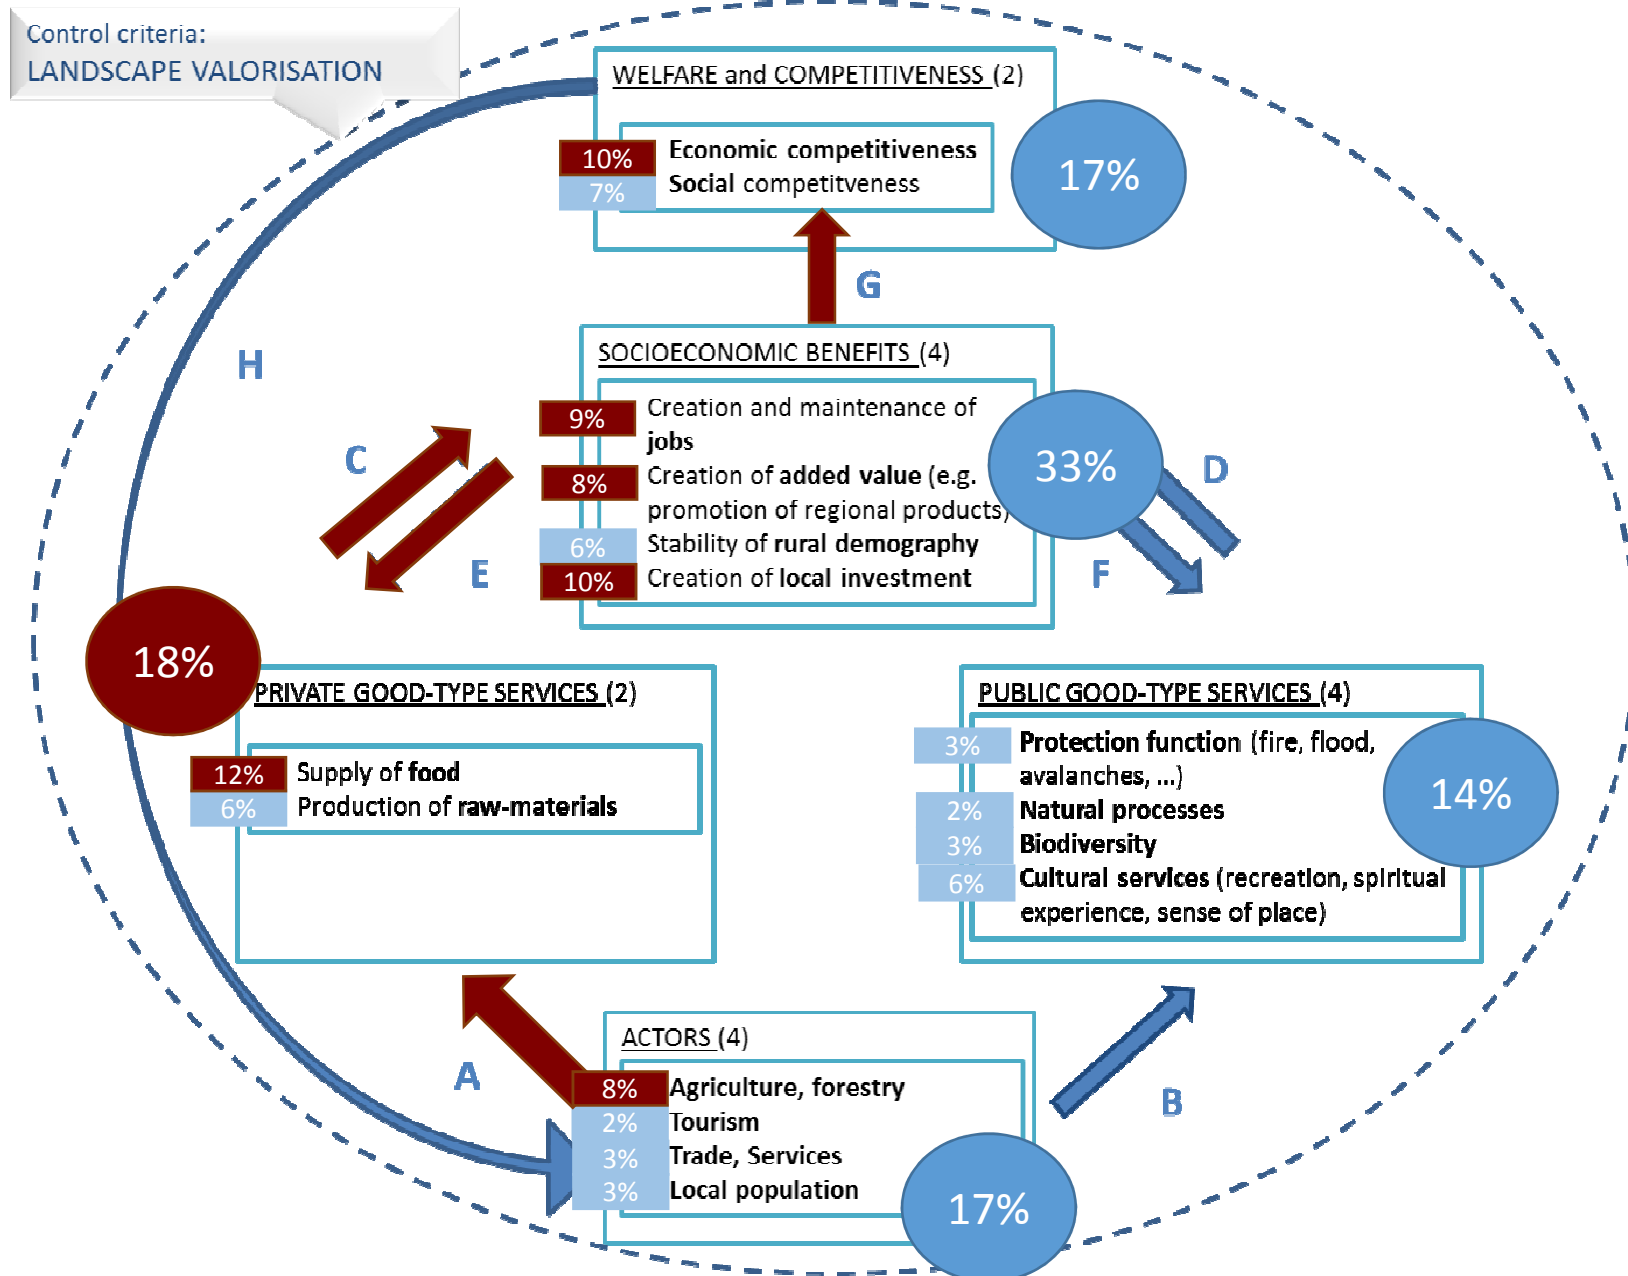 Control criteria:
LANDSCAPE VALORISATION
WELFARE and COMPETITIVENESS (2)
10%
Economic competitiveness
7%
Social competitveness
17%
G
H
SOCIOECONOMIC BENEFITS (4)
9%
Creation and maintenance of
jobs
8%
Creation of added value (e.g.
promotion of regional products)
6%
Stability of rural demography
10%
Creation of local investment
33%
C
E
D
F
18%
PRIVATE GOOD-TYPE SERVICES (2)
12%
Supply of food
6%
Production of raw-materials
PUBLIC GOOD-TYPE SERVICES (4)
3%
Protection function (fire, flood,
avalanches, ...)
2%
Natural processes
3%
Biodiversity
6%
Cultural services (recreation, spiritual
experience, sense of place)
14%
A
B
ACTORS (4)
8%
Agriculture, forestry
2%
Tourism
3%
Trade, Services
3%
Local population
17%